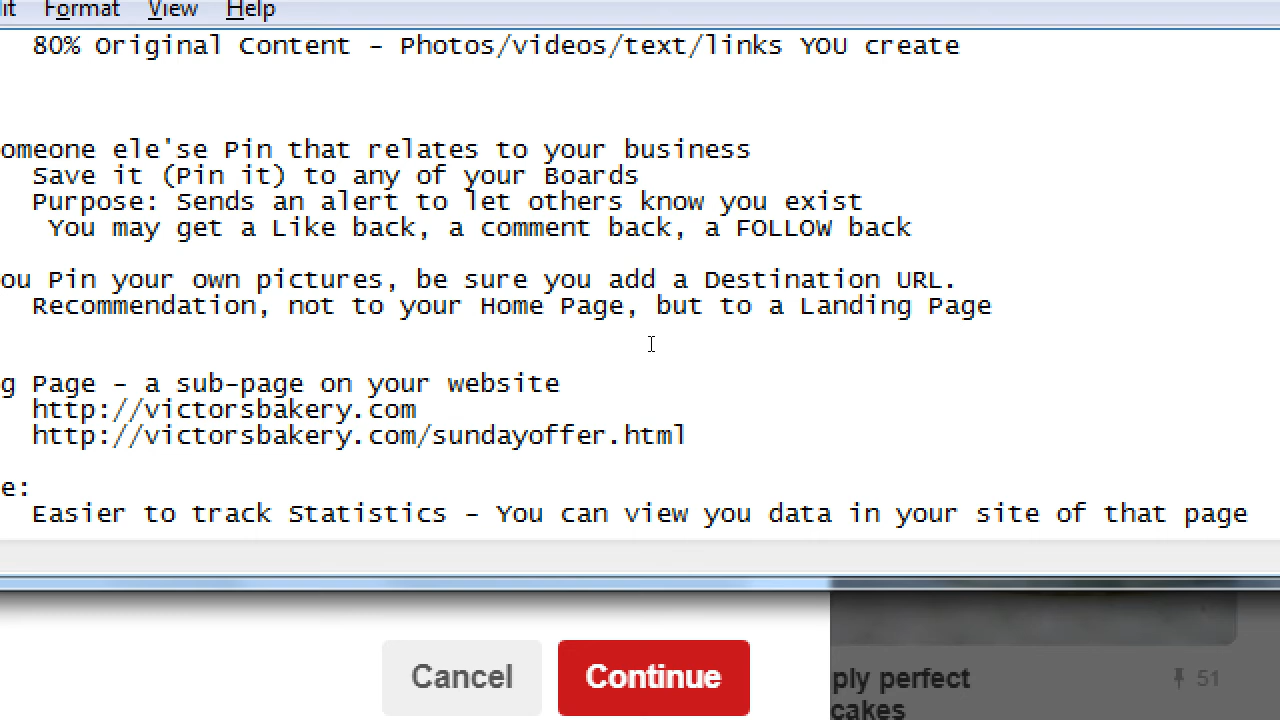 Format View Help
80% Original Content – Photos/videos/text/links YOU create
ele'se Pin that relates to your business
Save it (Pin it) to any of your Boards
Purpose: Sends an alert to let others know you exist
You may get a Like back, a comment back, a FOLLOW back
Pin your own pictures, be sure you add a Destination URL.
Recommendation, not to your Home Page, but to a Landing Page
Page – a sub-page on your website
http://victorsbakery.com
http://victorsbakery.com/sundayoffer.html
Easier to track Statistics – You can view you data in your site of that page
Cancel Continue
perfect 51
cakes